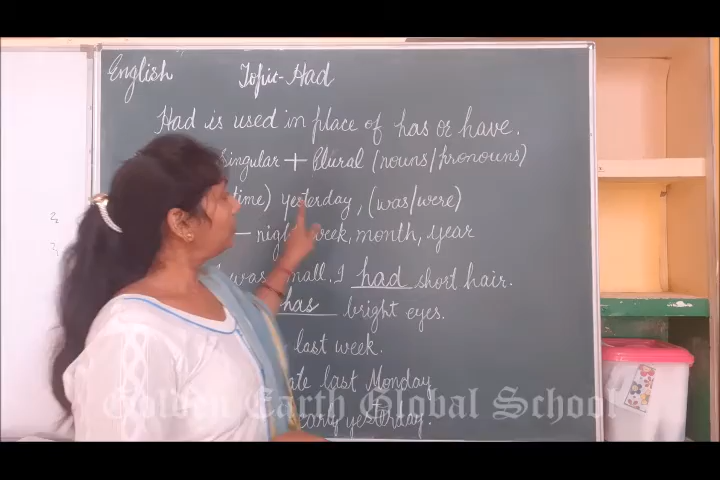 English Topic-Had
Had is used in place of has or have.
singular + Plural (nouns/pronouns)
time) yesterday, (was/were)
— night, week, month, year
was small. I had short hair.
has bright eyes.
last week.
last Monday
yesterday.
Golden Earth Global School